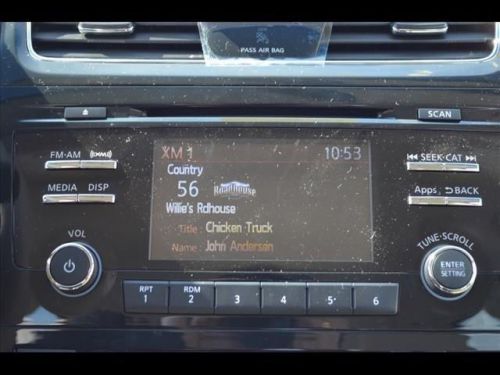 PASS AIR BAG
SCAN
FM·AM
XM
XM 1
10:53
SEEK·CAT
Country
MEDIA
DISP
56
ROADHOUSE
Apps
BACK
Willie's Rdhouse
VOL
Title : Chicken Truck
TUNE·SCROLL
Name : John Anderson
ENTER
SETTING
RPT
1
RDM
2
3
4
5
6